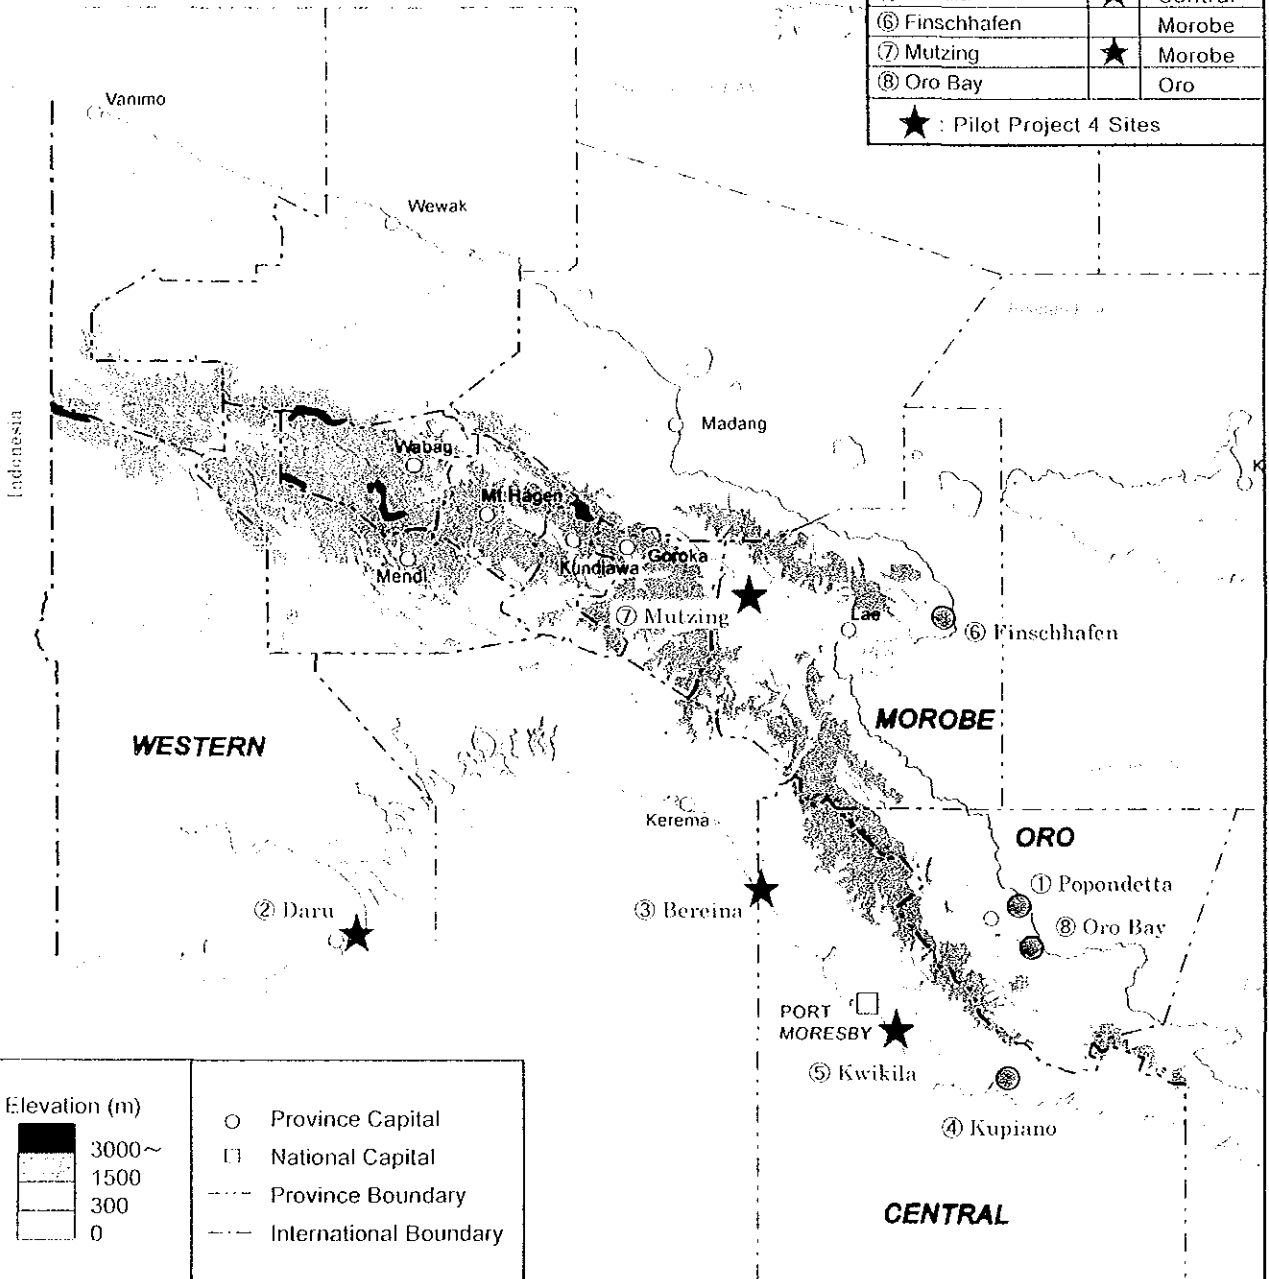 Central
⑥ Finschhafen Morobe
⑦ Mutzing ★ Morobe
⑧ Oro Bay Oro
★ : Pilot Project 4 Sites
Vanimo
Wewak
Madang
Indonesia
Wabag
Mt.Hagen
Goroka
Kundiawa
Mendi
⑦ Mutzing
Lae
⑥ Finschhafen
MOROBE
WESTERN
Kerema
ORO
① Popondetta
② Daru
③ Bereina
⑧ Oro Bay
PORT
MORESBY
⑤ Kwikila
④ Kupiano
CENTRAL
Elevation (m)
3000~
1500
300
0
Province Capital
National Capital
Province Boundary
International Boundary